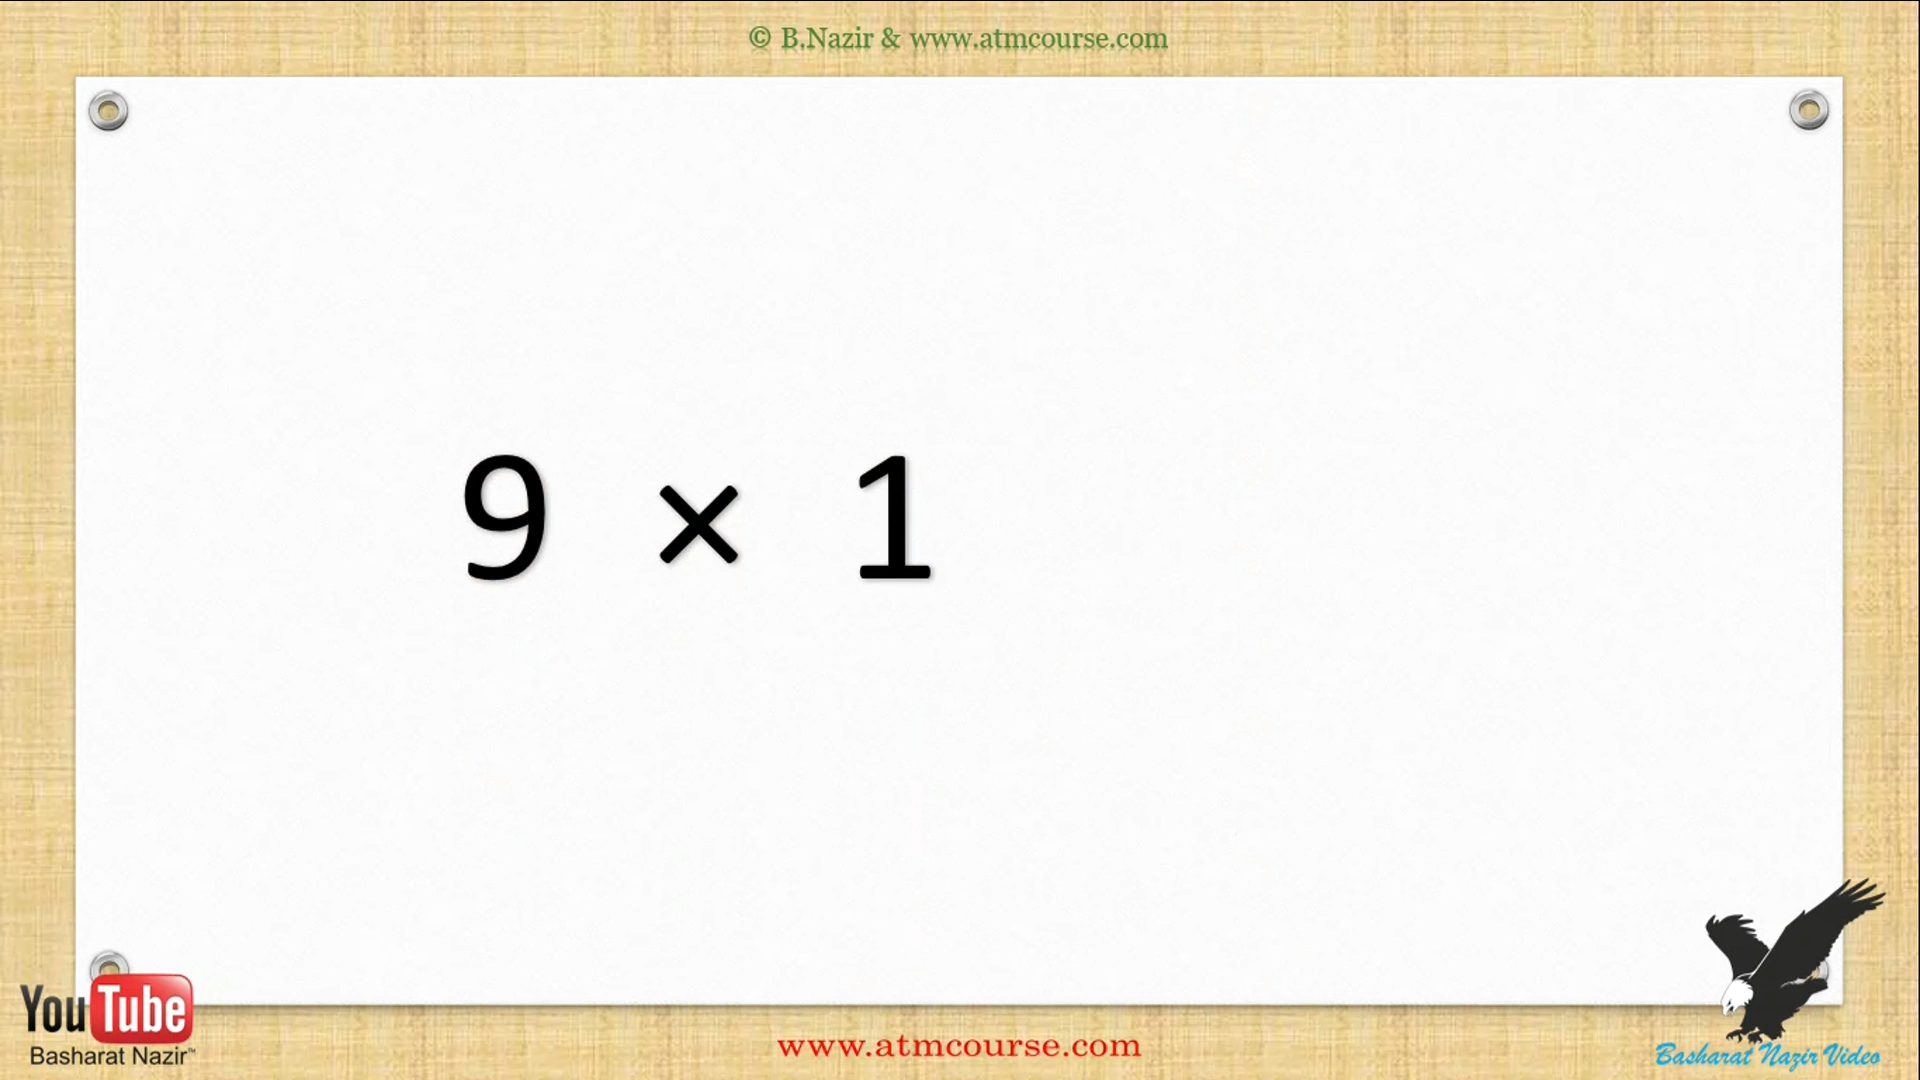 © B.Nazir & www.atmcourse.com
9 × 1
YouTube
Basharat Nazir™
www.atmcourse.com
Basharat Nazir Video